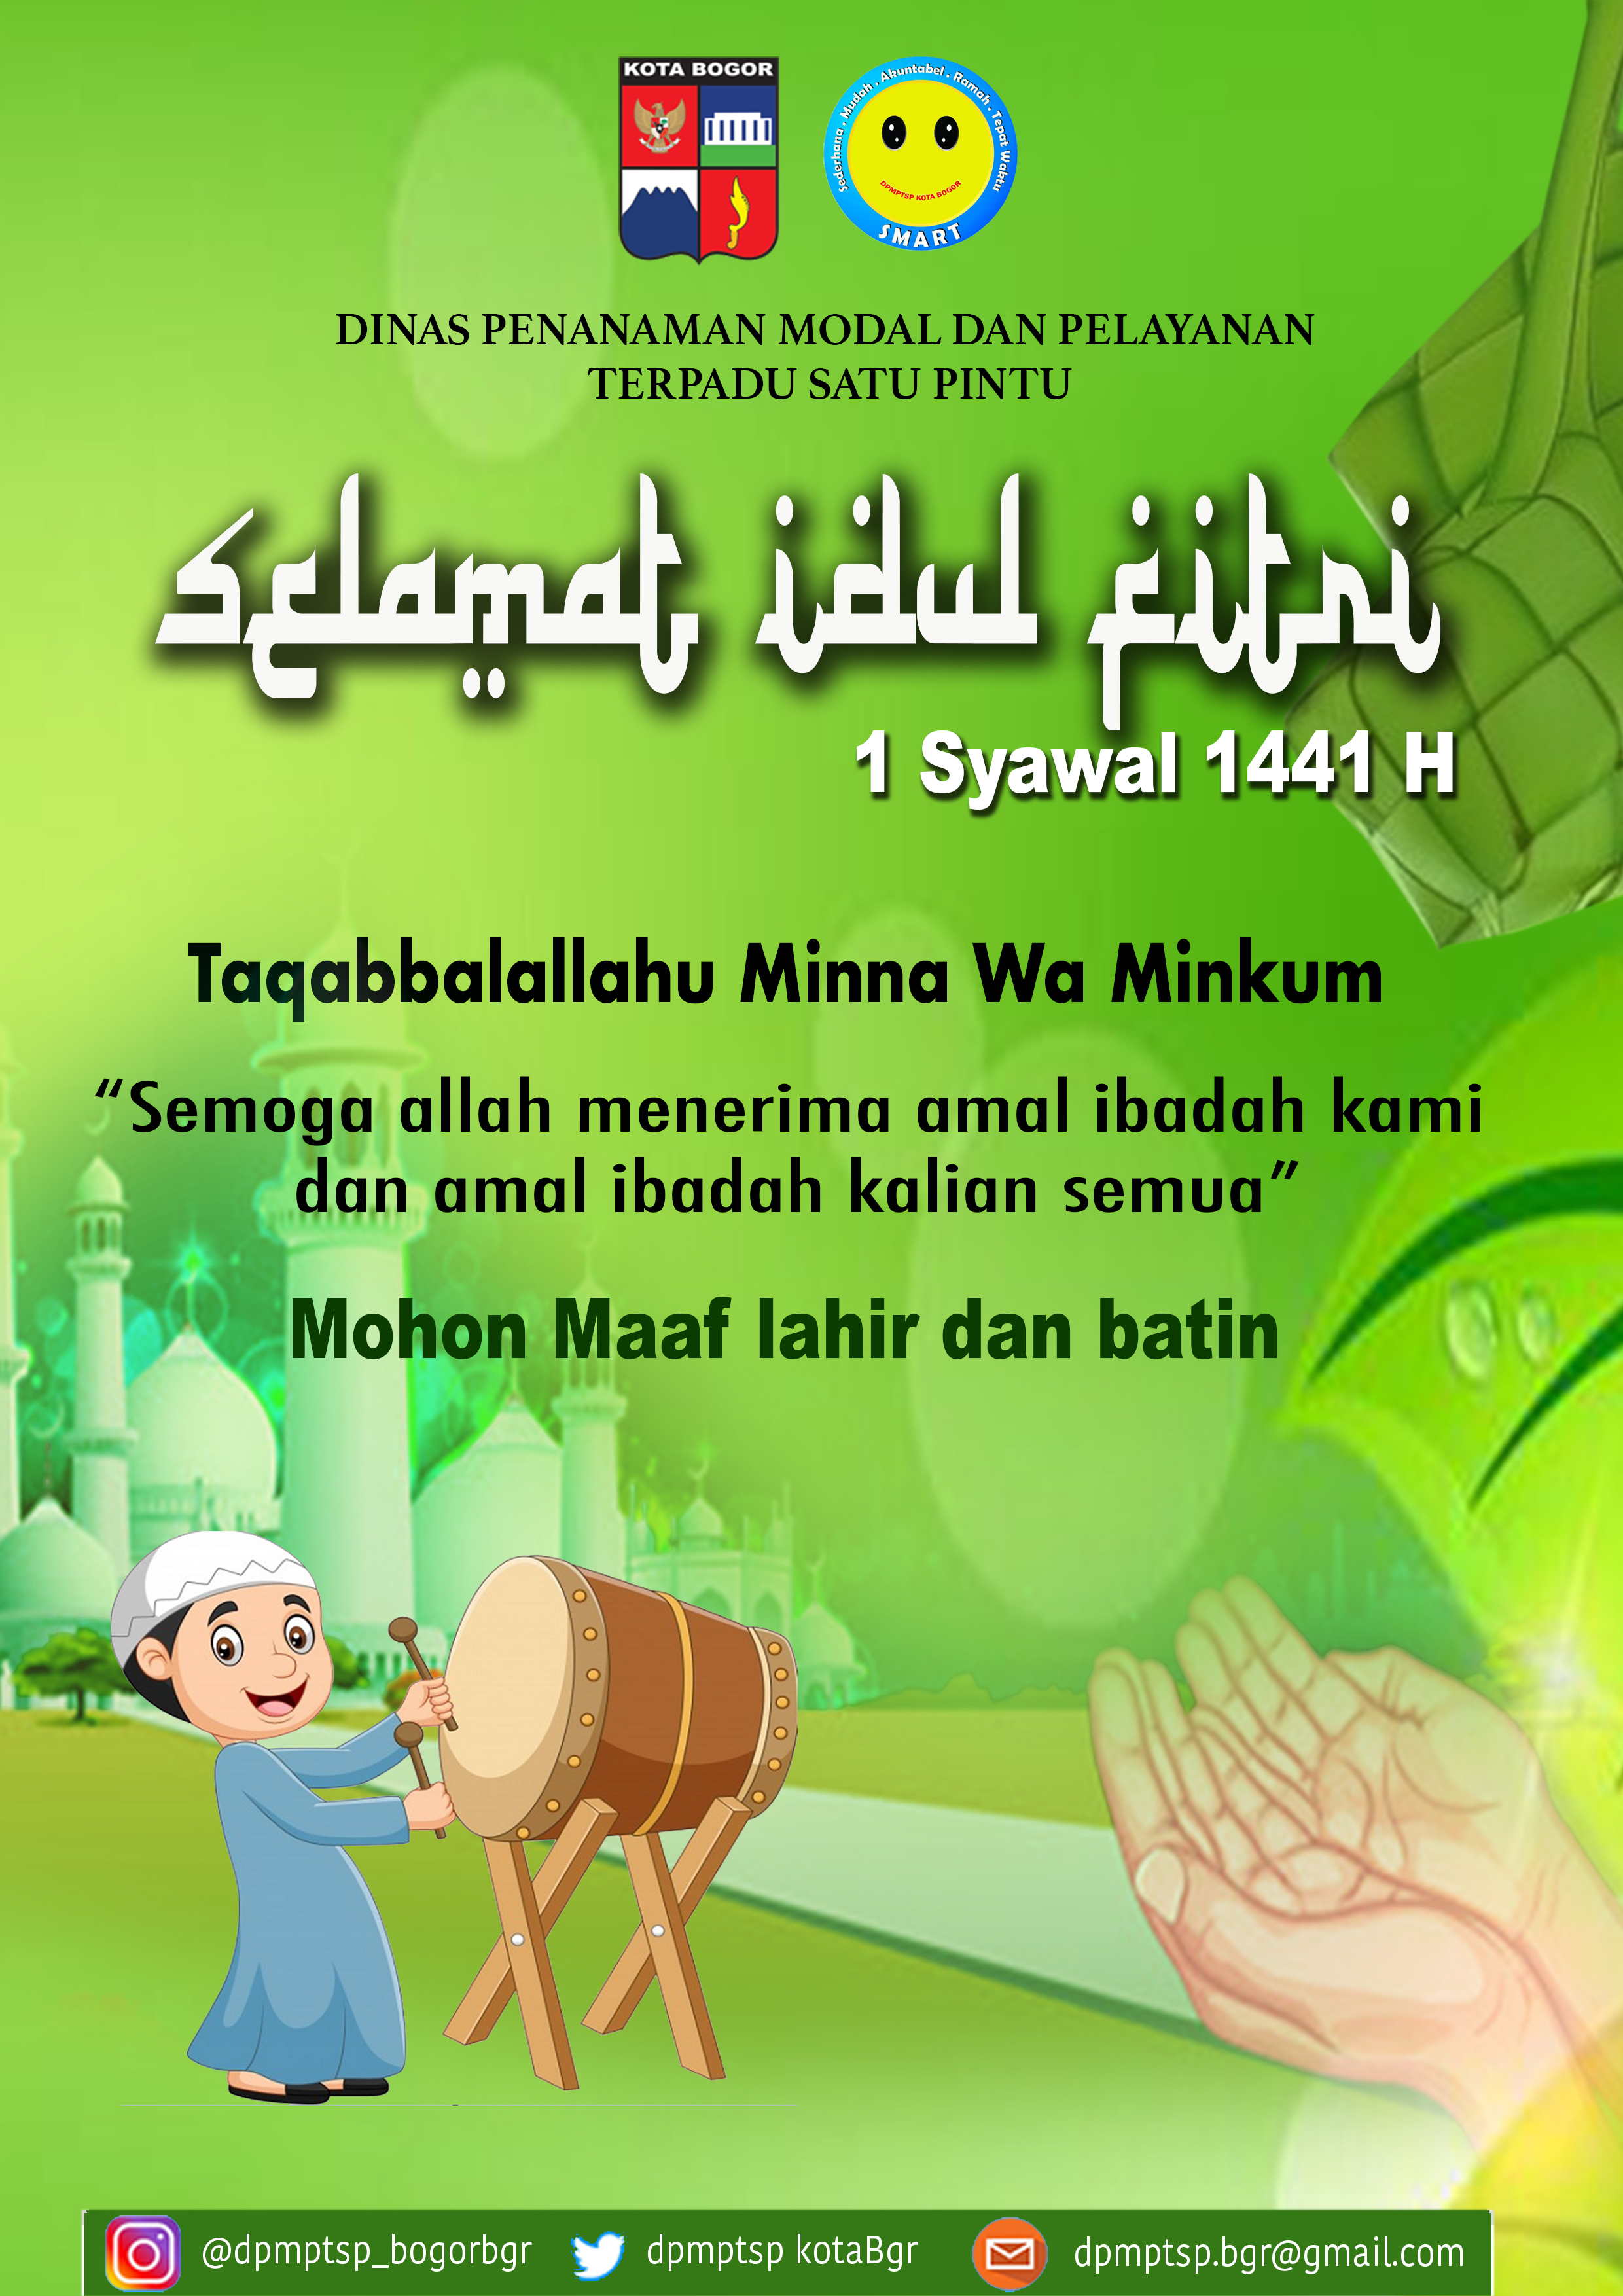 KOTA BOGOR
Sederhana . Mudah . Akuntabel . Ramah . Tepat Waktu
DPMPTSP KOTA BOGOR
SMART
DINAS PENANAMAN MODAL DAN PELAYANAN
TERPADU SATU PINTU
Selamat idul fitri
1 Syawal 1441 H
Taqabbalallahu Minna Wa Minkum
“Semoga allah menerima amal ibadah kami
dan amal ibadah kalian semua”
Mohon Maaf lahir dan batin
@dpmptsp_bogorbgr dpmptsp kotaBgr dpmptsp.bgr@gmail.com